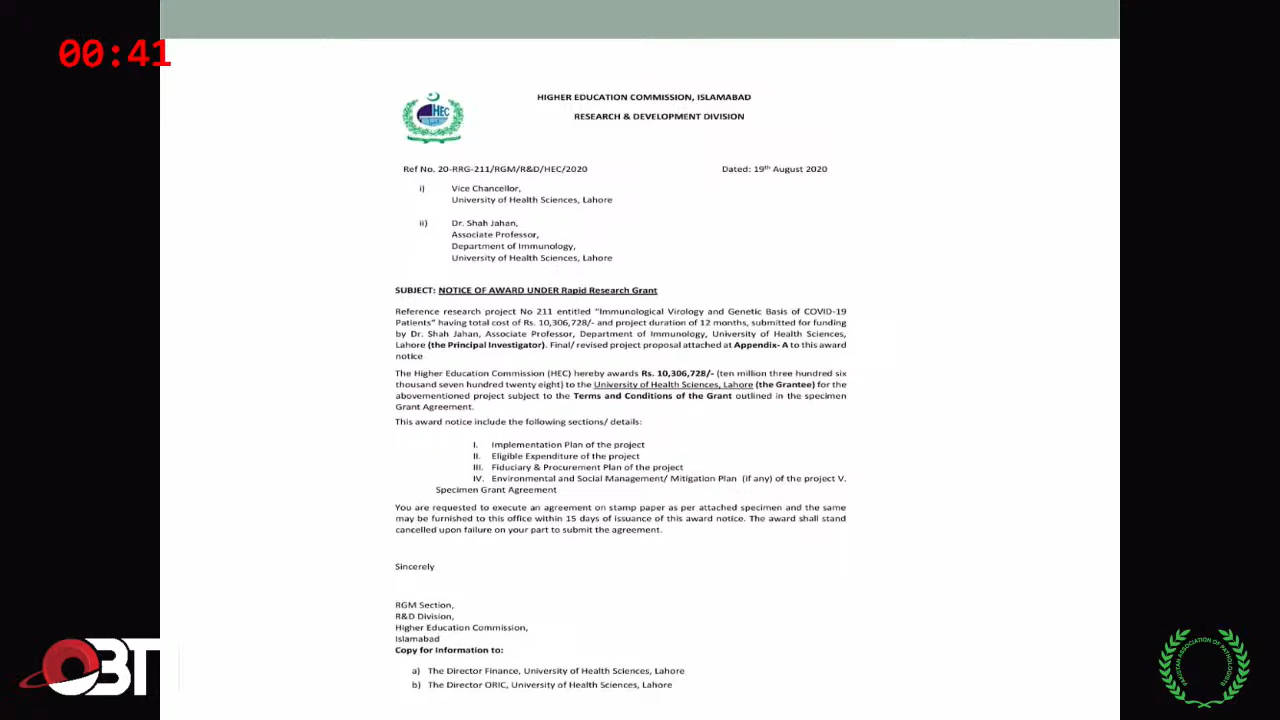 00:41
HEC
HIGHER EDUCATION COMMISSION, ISLAMABAD
RESEARCH & DEVELOPMENT DIVISION
Ref No. 20-RRG-211/RGM/R&D/HEC/2020 Dated: 19th August 2020
i) Vice Chancellor,
University of Health Sciences, Lahore
ii) Dr. Shah Jahan,
Associate Professor,
Department of Immunology,
University of Health Sciences, Lahore
SUBJECT: NOTICE OF AWARD UNDER Rapid Research Grant
Reference research project No 211 entitled "Immunological Virology and Genetic Basis of COVID-19
Patients" having total cost of Rs. 10,306,728/- and project duration of 12 months, submitted for funding
by Dr. Shah Jahan, Associate Professor, Department of Immunology, University of Health Sciences,
Lahore (the Principal Investigator). Final/ revised project proposal attached at Appendix- A to this award
notice
The Higher Education Commission (HEC) hereby awards Rs. 10,306,728/- (ten million three hundred six
thousand seven hundred twenty eight) to the University of Health Sciences, Lahore (the Grantee) for the
abovementioned project subject to the Terms and Conditions of the Grant outlined in the specimen
Grant Agreement.
This award notice include the following sections/ details:
I. Implementation Plan of the project
II. Eligible Expenditure of the project
III. Fiduciary & Procurement Plan of the project
IV. Environmental and Social Management/ Mitigation Plan (if any) of the project V.
Specimen Grant Agreement
You are requested to execute an agreement on stamp paper as per attached specimen and the same
may be furnished to this office within 15 days of issuance of this award notice. The award shall stand
cancelled upon failure on your part to submit the agreement.
Sincerely
RGM Section,
R&D Division,
Higher Education Commission,
Islamabad
Copy for Information to:
a) The Director Finance, University of Health Sciences, Lahore
b) The Director ORIC, University of Health Sciences, Lahore
OBT
PAKISTAN ASSOCIATION OF PATHOLOGISTS